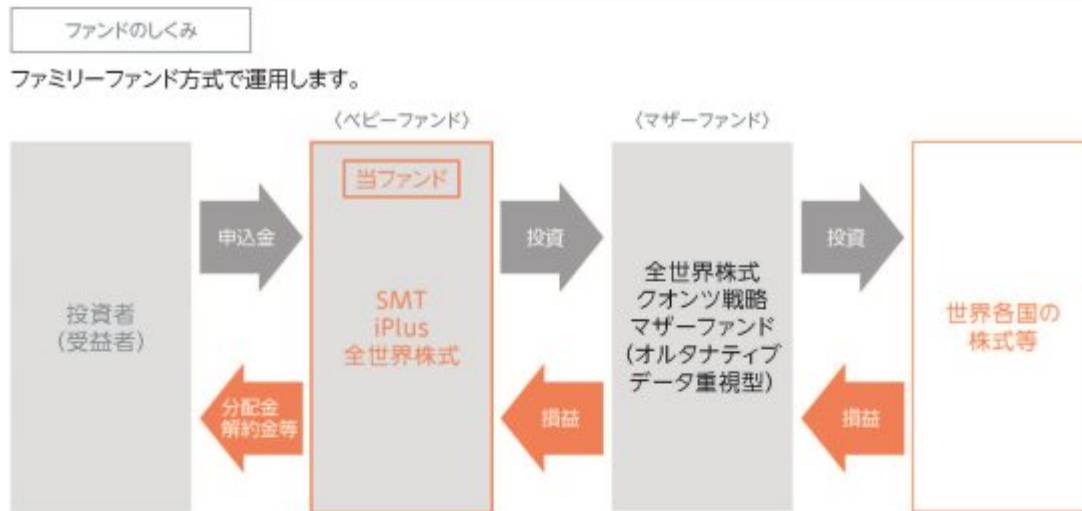 ファンドのしくみ
ファミリーファンド方式で運用します。
〈ベビーファンド〉
〈マザーファンド〉
投資者
(受益者)
申込金
分配金
解約金等
当ファンド
SMT
iPlus
全世界株式
投資
損益
全世界株式
クオンツ戦略
マザーファンド
(オルタナティブ
データ重視型)
投資
損益
世界各国の
株式等